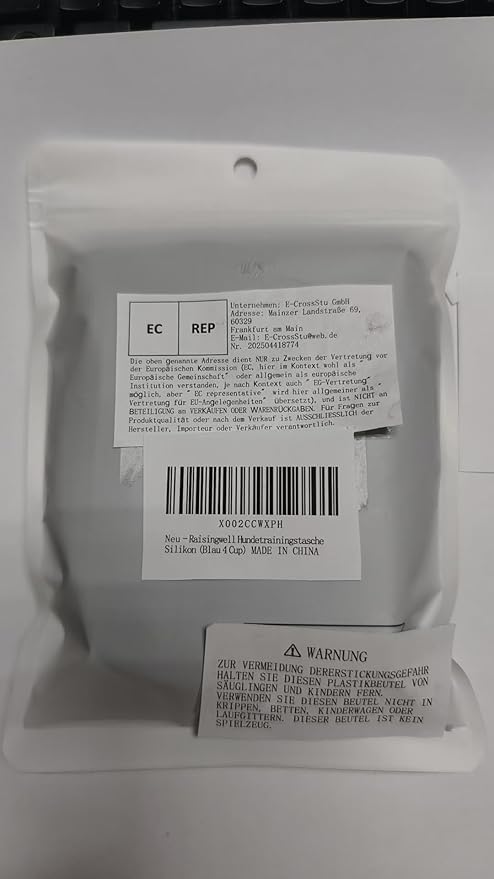 EC REP
Unternehmen: E-CrossStu GmbH
Adresse: Mainzer Landstraße 69,
60329
Frankfurt am Main
E-Mail: E-CrossStu@web.de
Nr. 202504418774
Die oben genannte Adresse dient NUR zu Zwecken der Vertretung vor
der Europäischen Kommission (EC, hier im Kontext wohl als
Europäische Gemeinschaft" oder allgemein als europäische
Institution verstanden, je nach Kontext auch " EG-Vertretung"
möglich, aber " EC representative" wird hier allgemeiner als "
Vertretung für EU-Angelegenheiten" übersetzt), und ist NICHT an
BETEILIGUNG am VERKÄUFEN ODER WARENRÜCKGABEN. Für Fragen zur
Produktqualität oder nach dem Verkauf ist AUSSCHLIESSLICH der
Hersteller, Importeur oder Verkäufer verantwortlich.
X002CCWXPH
Neu - Raisingwell Hundetrainingstasche
Silikon (Blau 4 Cup) MADE IN CHINA
WARNUNG
ZUR VERMEIDUNG DERERSTICKUNGSGEFAHR
HALTEN SIE DIESEN PLASTIKBEUTEL VON
SÄUGLINGEN UND KINDERN FERN.
VERWENDEN SIE DIESEN BEUTEL NICHT IN
KRIPPEN, BETTEN, KINDERWAGEN ODER
LAUFGITTERN. DIESER BEUTEL IST KEIN
SPIELZEUG.